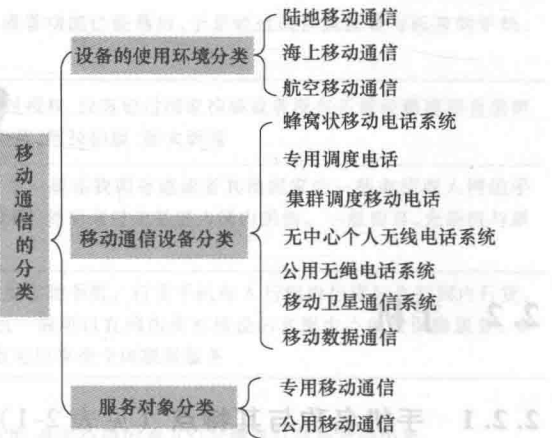 移动通信的分类
设备的使用环境分类
陆地移动通信
海上移动通信
航空移动通信
移动通信设备分类
蜂窝状移动电话系统
专用调度电话
集群调度移动电话
无中心个人无线电话系统
公用无绳电话系统
移动卫星通信系统
移动数据通信
服务对象分类
专用移动通信
公用移动通信